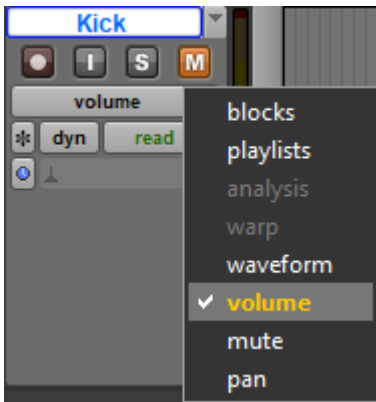 Kick
I S M
volume
dyn read
blocks
playlists
analysis
warp
waveform
volume
mute
pan